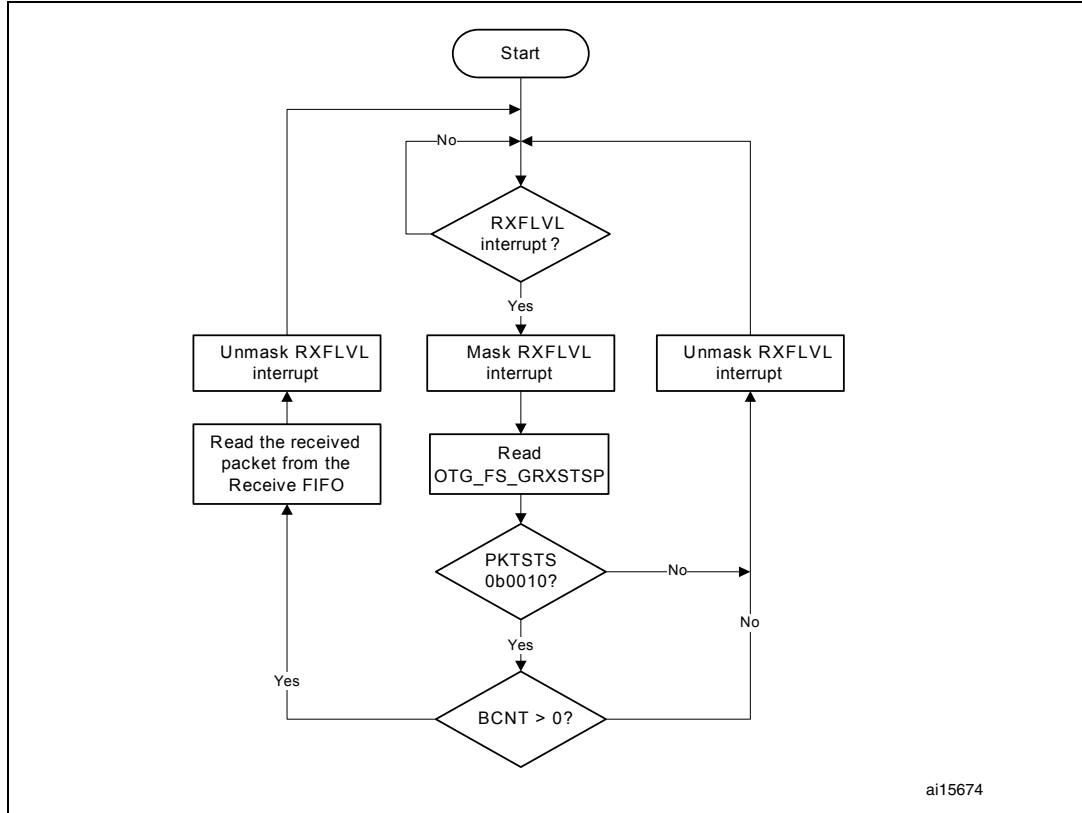 Start
No
RXFLVL
interrupt ?
Yes
Unmask RXFLVL
interrupt
Mask RXFLVL
interrupt
Unmask RXFLVL
interrupt
Read the received
packet from the
Receive FIFO
Read
OTG_FS_GRXSTSP
PKTSTS
0b0010?
No
No
Yes
Yes
BCNT > 0?
ai15674